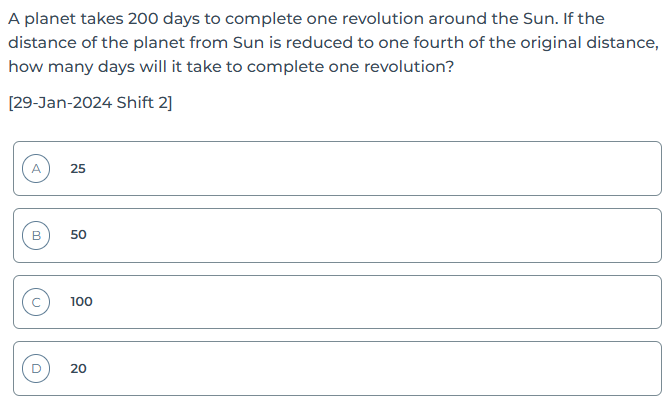 A planet takes 200 days to complete one revolution around the Sun. If the
distance of the planet from Sun is reduced to one fourth of the original distance,
how many days will it take to complete one revolution?
[29-Jan-2024 Shift 2]
A 25
B 50
C 100
D 20